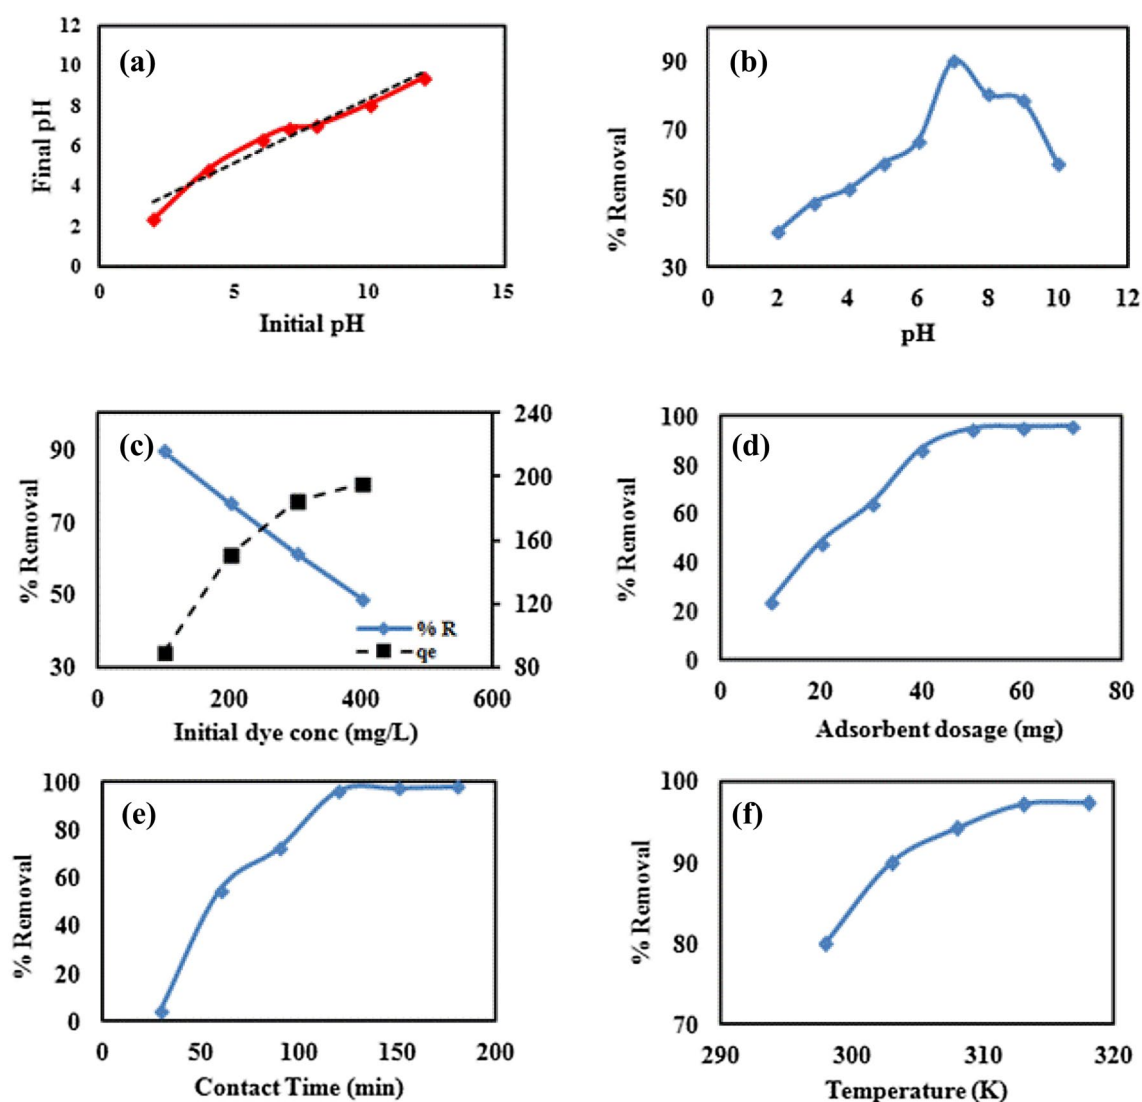 (a)
Final pH
12
10
8
6
4
2
0
0 5 10 15
Initial pH
(b)
% Removal
90
70
50
30
0 2 4 6 8 10 12
pH
(c)
% Removal
90
70
50
30
240
200
160
120
80
% R
qe
0 200 400 600
Initial dye conc (mg/L)
(d)
% Removal
100
80
60
40
20
0
0 20 40 60 80
Adsorbent dosage (mg)
(e)
% Removal
100
80
60
40
20
0
0 50 100 150 200
Contact Time (min)
(f)
% Removal
100
90
80
70
290 300 310 320
Temperature (K)